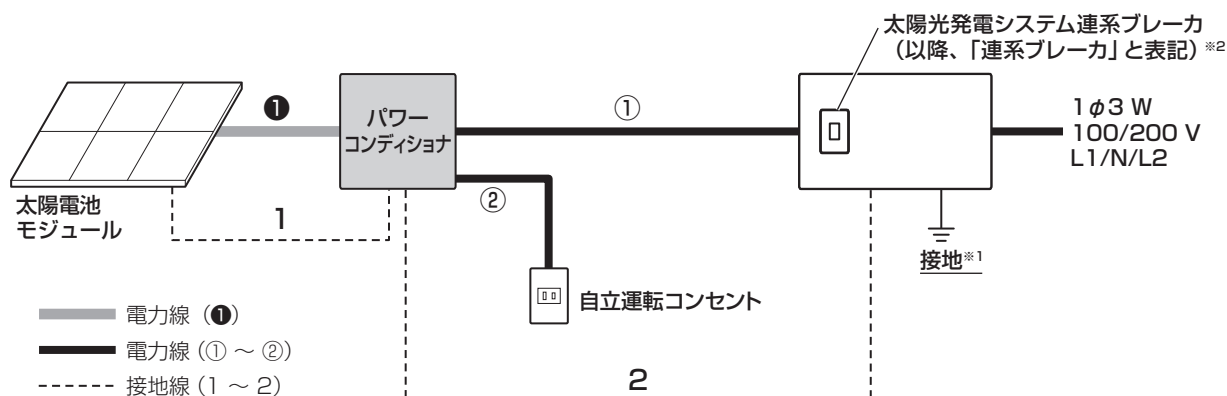 太陽光発電システム連系ブレーカ
（以降、「連系ブレーカ」と表記）※2
❶
パワー
コンディショナ
①
1φ3 W
100/200 V
L1/N/L2
太陽電池
モジュール
1
②
接地※1
自立運転コンセント
電力線（❶）
電力線（①～②）
接地線（1～2）
2